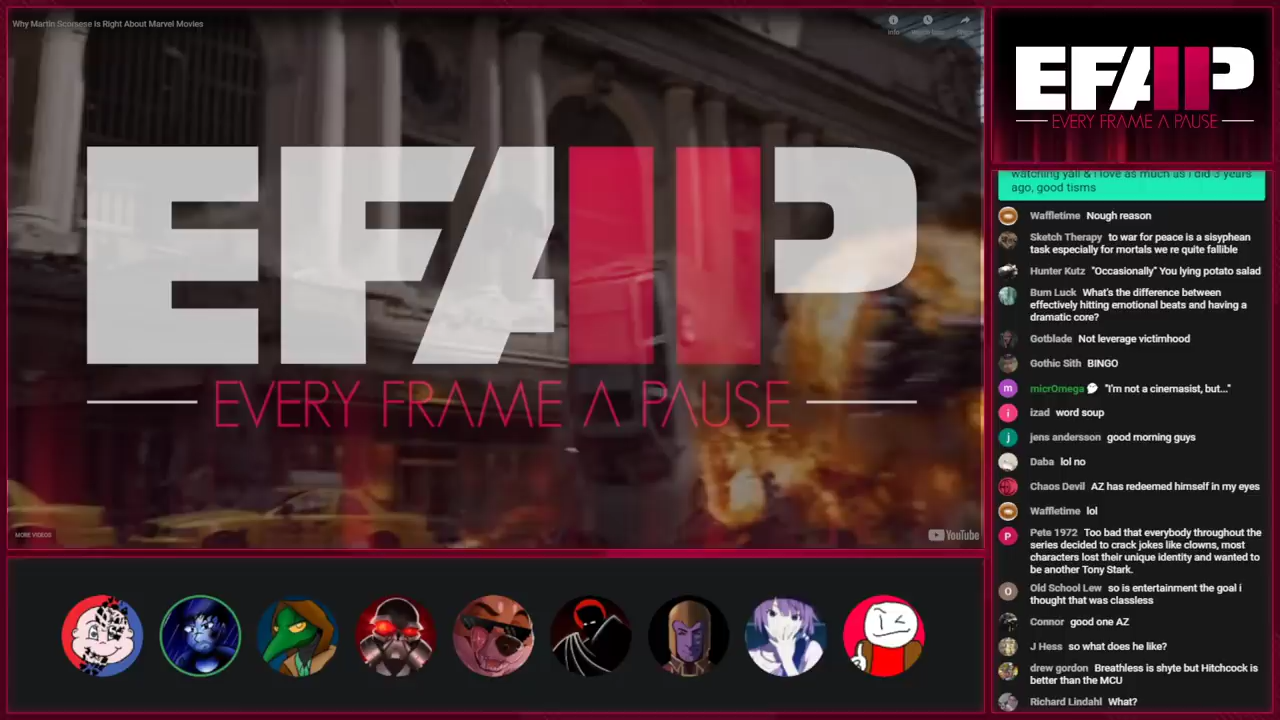 Why Martin Scorsese Is Right About Marvel Movies
Info
Share
EFAP
EVERY FRAME A PAUSE
MORE VIDEOS
YouTube
EFAP
EVERY FRAME A PAUSE
watching yall & i love as much as i did 3 years
ago, good tisms
Waffletime Nough reason
Sketch Therapy to war for peace is a sisyphean
task especially for mortals we re quite fallible
Hunter Kutz "Occasionally" You lying potato salad
Bum Luck What's the difference between
effectively hitting emotional beats and having a
dramatic core?
Gotblade Not leverage victimhood
Gothic Sith BINGO
m
micrOmega "I'm not a cinemasist, but..."
i
izad word soup
j
jens andersson good morning guys
Daba lol no
Chaos Devil AZ has redeemed himself in my eyes
Waffletime lol
P
Pete 1972 Too bad that everybody throughout the
series decided to crack jokes like clowns, most
characters lost their unique identity and wanted to
be another Tony Stark.
O
Old School Lew so is entertainment the goal i
thought that was classless
Connor good one AZ
J Hess so what does he like?
drew gordon Breathless is shyte but Hitchcock is
better than the MCU
Richard Lindahl What?